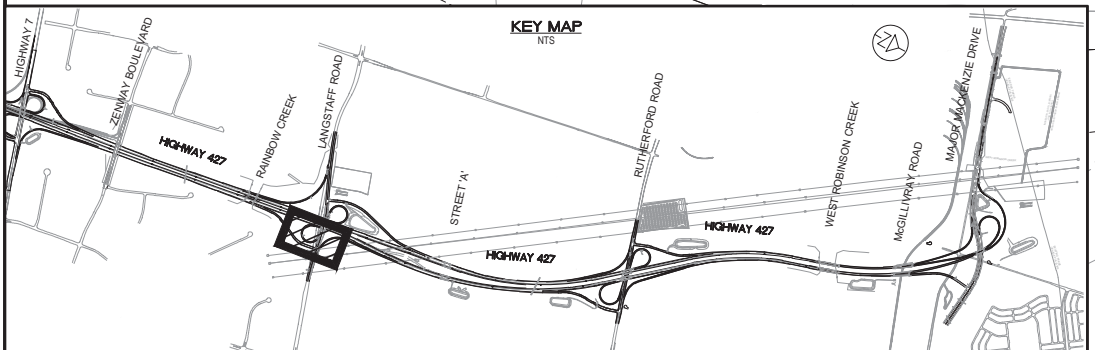 KEY MAP
NTS
HIGHWAY 7
ZENWAY BOULEVARD
HIGHWAY 427
RAINBOW CREEK
LANGSTAFF ROAD
STREET 'A'
HIGHWAY 427
RUTHERFORD ROAD
HIGHWAY 427
WEST ROBINSON CREEK
McGILLIVRAY ROAD
MAJOR MACKENZIE DRIVE
N